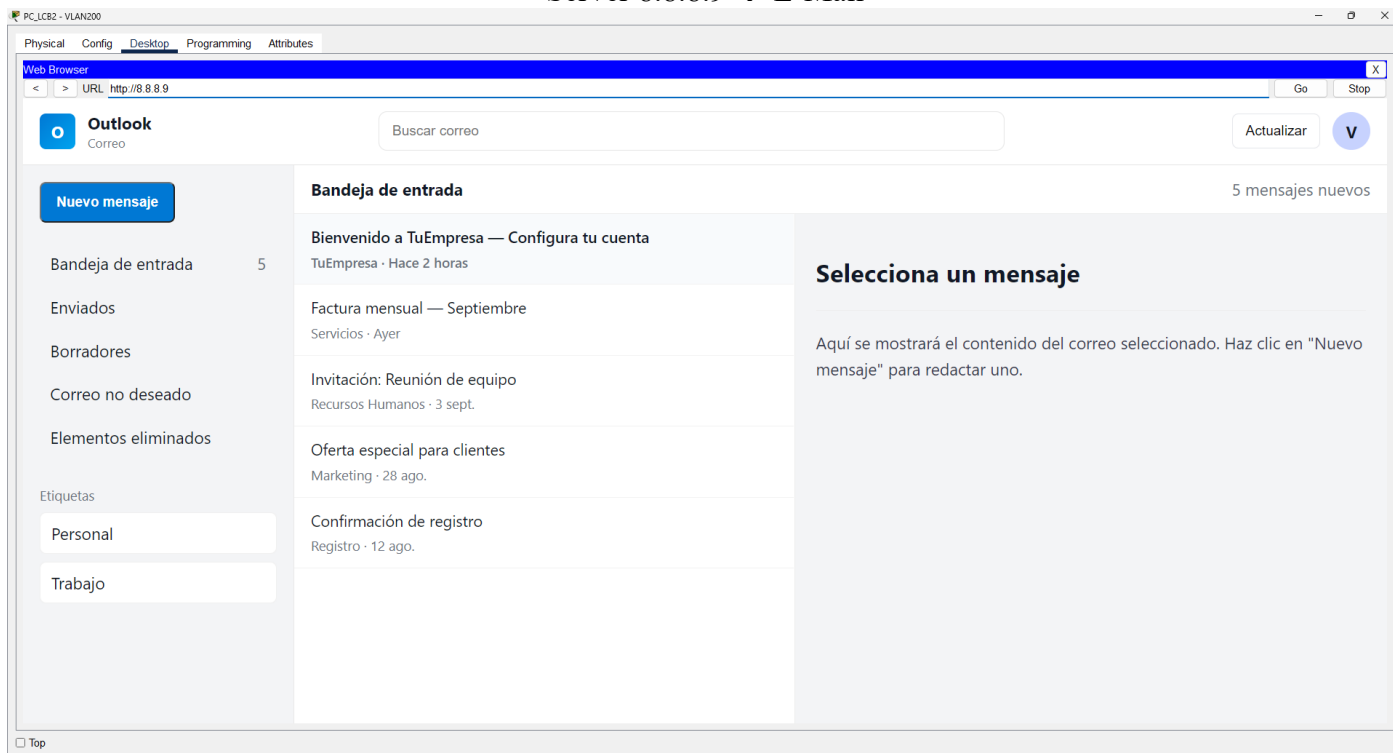 PC_LCB2 - VLAN200
Physical Config Desktop Programming Attributes
Web Browser
X
< > URL http://8.8.8.9 Go Stop
O Outlook
Correo
Buscar correo
Actualizar
V
Nuevo mensaje
Bandeja de entrada 5
Enviados
Borradores
Correo no deseado
Elementos eliminados
Etiquetas
Personal
Trabajo
Bandeja de entrada
5 mensajes nuevos
Bienvenido a TuEmpresa — Configura tu cuenta
TuEmpresa · Hace 2 horas
Factura mensual — Septiembre
Servicios · Ayer
Invitación: Reunión de equipo
Recursos Humanos · 3 sept.
Oferta especial para clientes
Marketing · 28 ago.
Confirmación de registro
Registro · 12 ago.
Selecciona un mensaje
Aquí se mostrará el contenido del correo seleccionado. Haz clic en "Nuevo
mensaje" para redactar uno.
Top